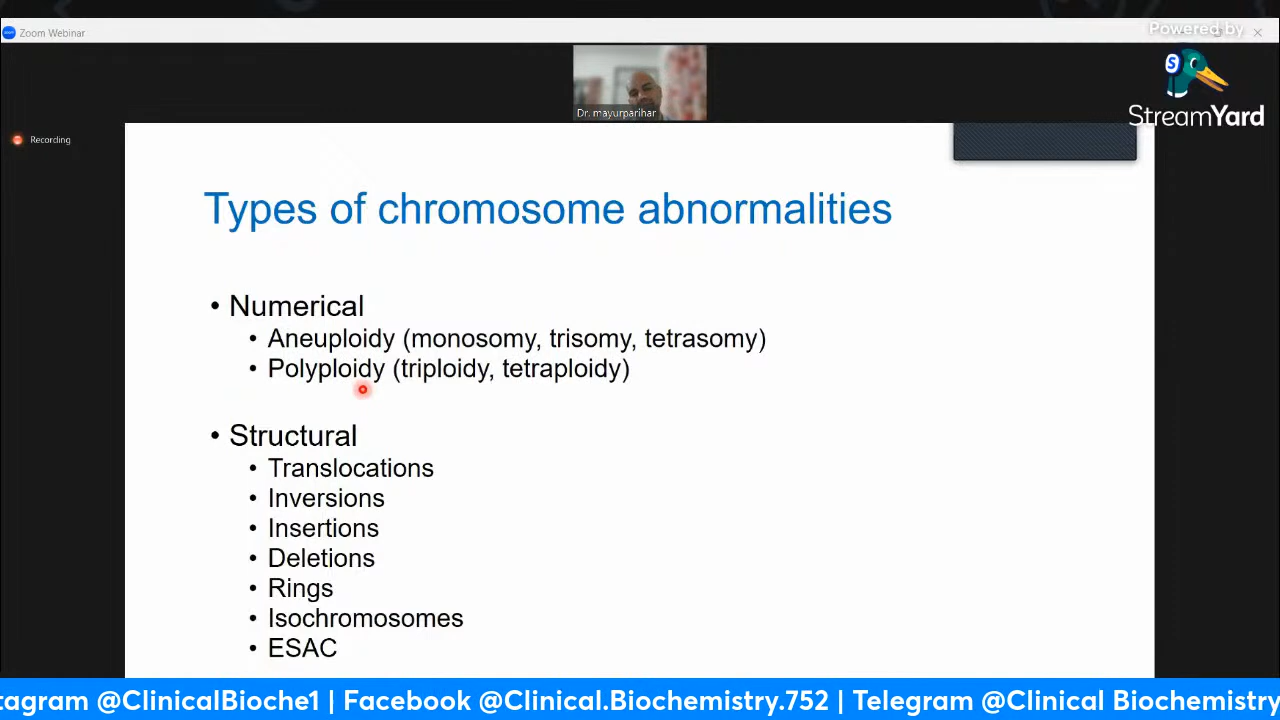 Zoom Webinar
Powered by
S
StreamYard
Dr. mayurparihar
Recording
Types of chromosome abnormalities
• Numerical
• Aneuploidy (monosomy, trisomy, tetrasomy)
• Polyploidy (triploidy, tetraploidy)
• Structural
• Translocations
• Inversions
• Insertions
• Deletions
• Rings
• Isochromosomes
• ESAC
tagram @ClinicalBioche1 | Facebook @Clinical.Biochemistry.752 | Telegram @Clinical Biochemistry